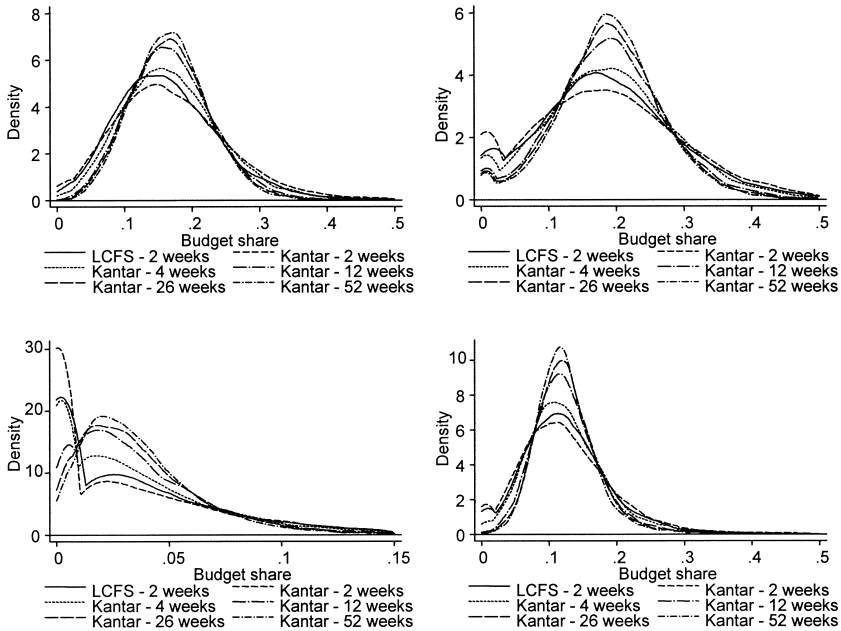 8
6
4
2
0
Density
0 .1 .2 .3 .4 .5
Budget share
LCFS - 2 weeks Kantar - 2 weeks
Kantar - 4 weeks Kantar - 12 weeks
Kantar - 26 weeks Kantar - 52 weeks
6
4
2
0
Density
0 .1 .2 .3 .4 .5
Budget share
LCFS - 2 weeks Kantar - 2 weeks
Kantar - 4 weeks Kantar - 12 weeks
Kantar - 26 weeks Kantar - 52 weeks
30
20
10
0
Density
0 .05 .1 .15
Budget share
LCFS - 2 weeks Kantar - 2 weeks
Kantar - 4 weeks Kantar - 12 weeks
Kantar - 26 weeks Kantar - 52 weeks
10
8
6
4
2
0
Density
0 .1 .2 .3 .4 .5
Budget share
LCFS - 2 weeks Kantar - 2 weeks
Kantar - 4 weeks Kantar - 12 weeks
Kantar - 26 weeks Kantar - 52 weeks